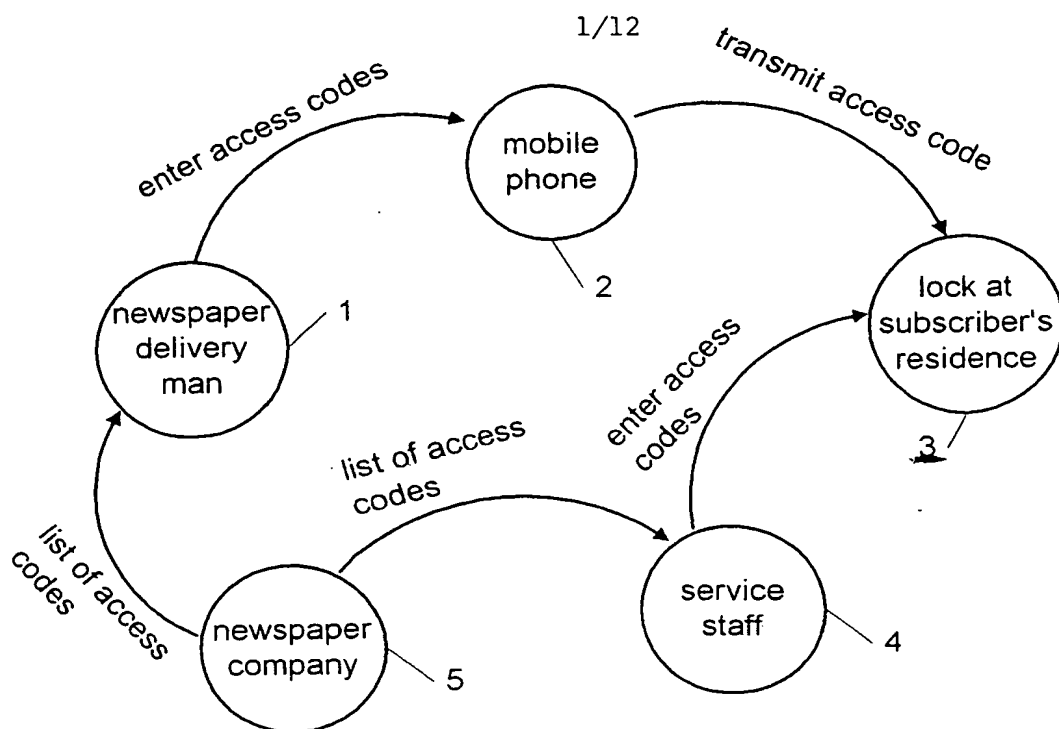 1/12
enter access codes
transmit access code
mobile
phone
2
newspaper
delivery
man
1
lock at
subscriber's
residence
3
enter access
codes
list of access
codes
list of access
codes
newspaper
company
5
service
staff
4